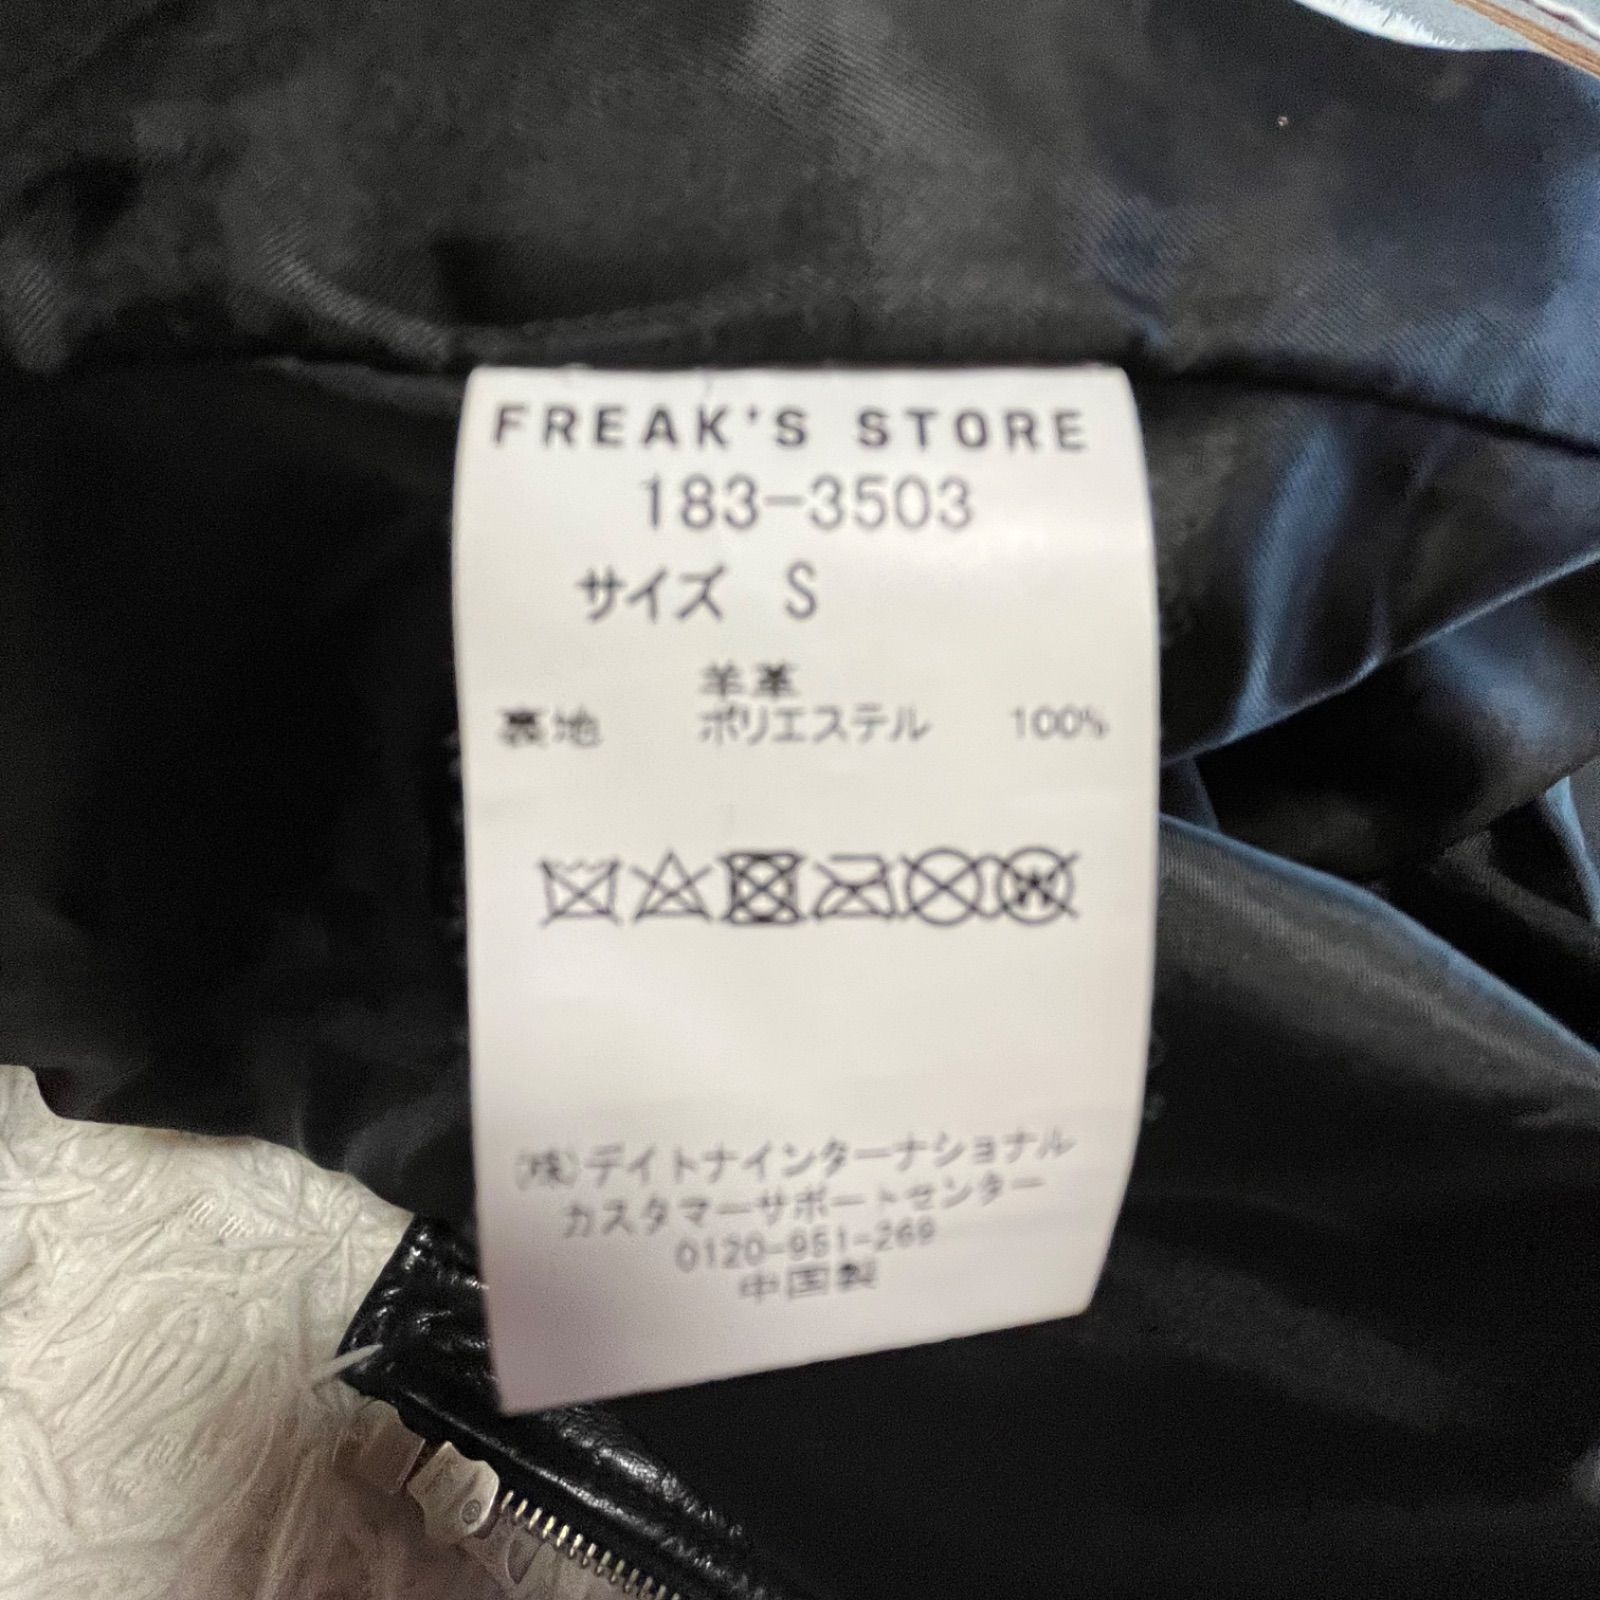 FREAK'S STORE
183-3503
サイズ S
羊革
裏地 ポリエステル 100%
W
(株)デイトナインターナショナル
カスタマーサポートセンター
0120-951-269
中国製